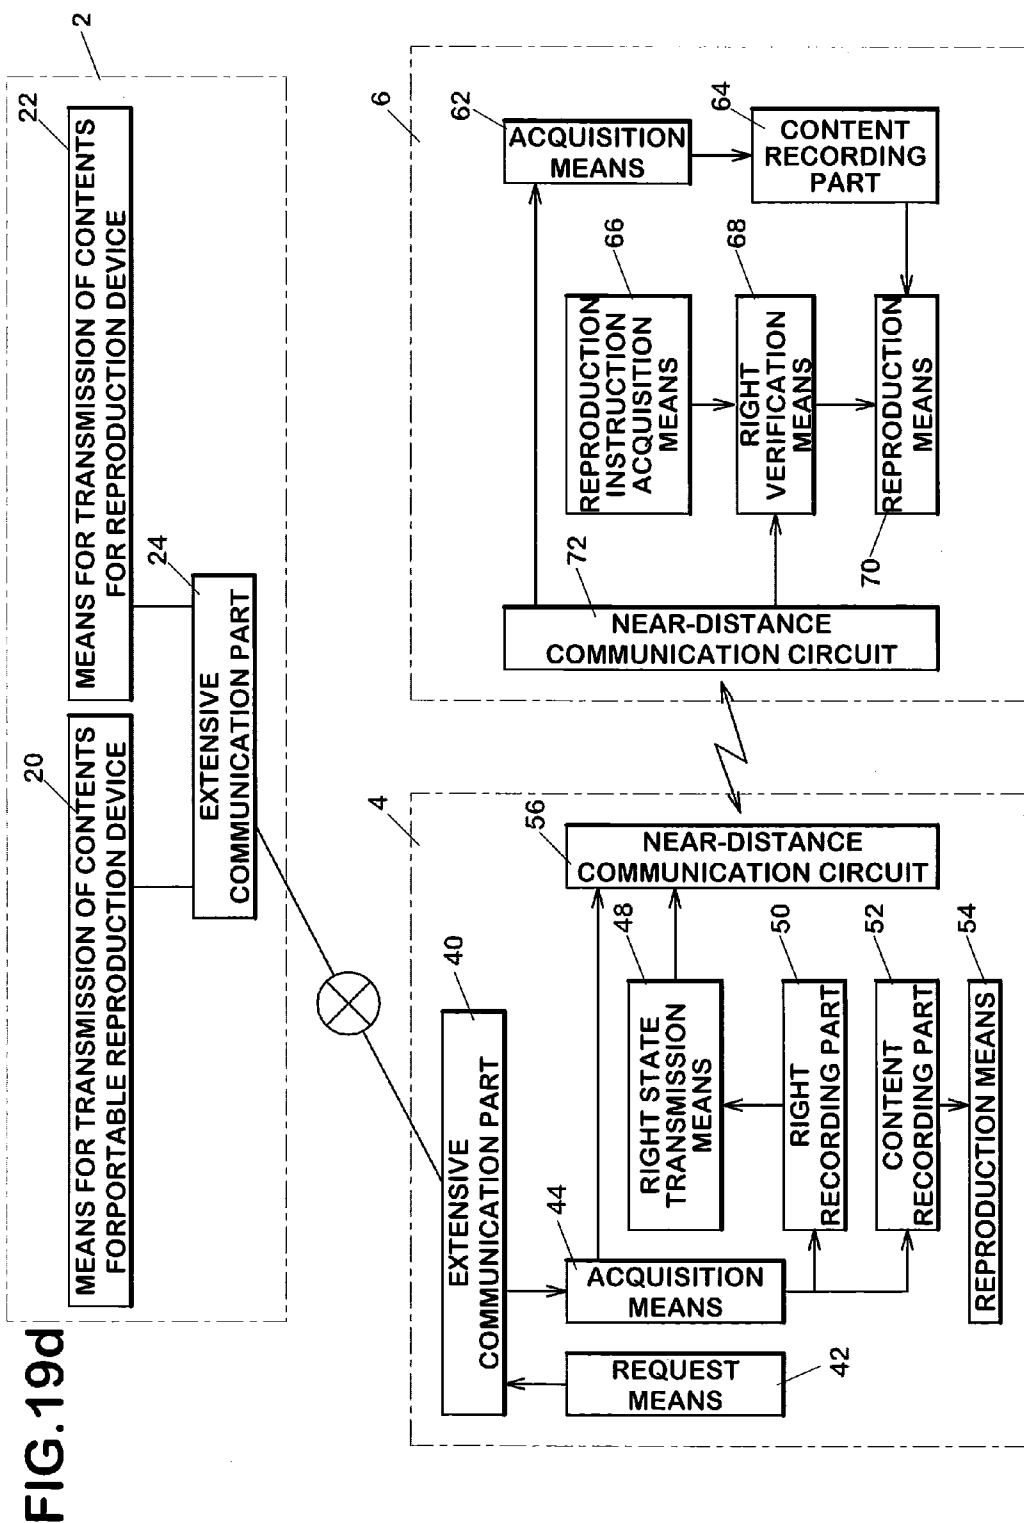 FIG.19d
2
20
MEANS FOR TRANSMISSION OF CONTENTS
FORPORTABLE REPRODUCTION DEVICE
22
MEANS FOR TRANSMISSION OF CONTENTS
FOR REPRODUCTION DEVICE
24
EXTENSIVE
COMMUNICATION PART
4
40
EXTENSIVE
COMMUNICATION PART
42
REQUEST
MEANS
44
ACQUISITION
MEANS
48
RIGHT STATE
TRANSMISSION
MEANS
50
RIGHT
RECORDING PART
52
CONTENT
RECORDING PART
54
REPRODUCTION MEANS
56
NEAR-DISTANCE
COMMUNICATION CIRCUIT
6
72
NEAR-DISTANCE
COMMUNICATION CIRCUIT
62
ACQUISITION
MEANS
64
CONTENT
RECORDING
PART
66
REPRODUCTION
INSTRUCTION
ACQUISITION
MEANS
68
RIGHT
VERIFICATION
MEANS
70
REPRODUCTION
MEANS